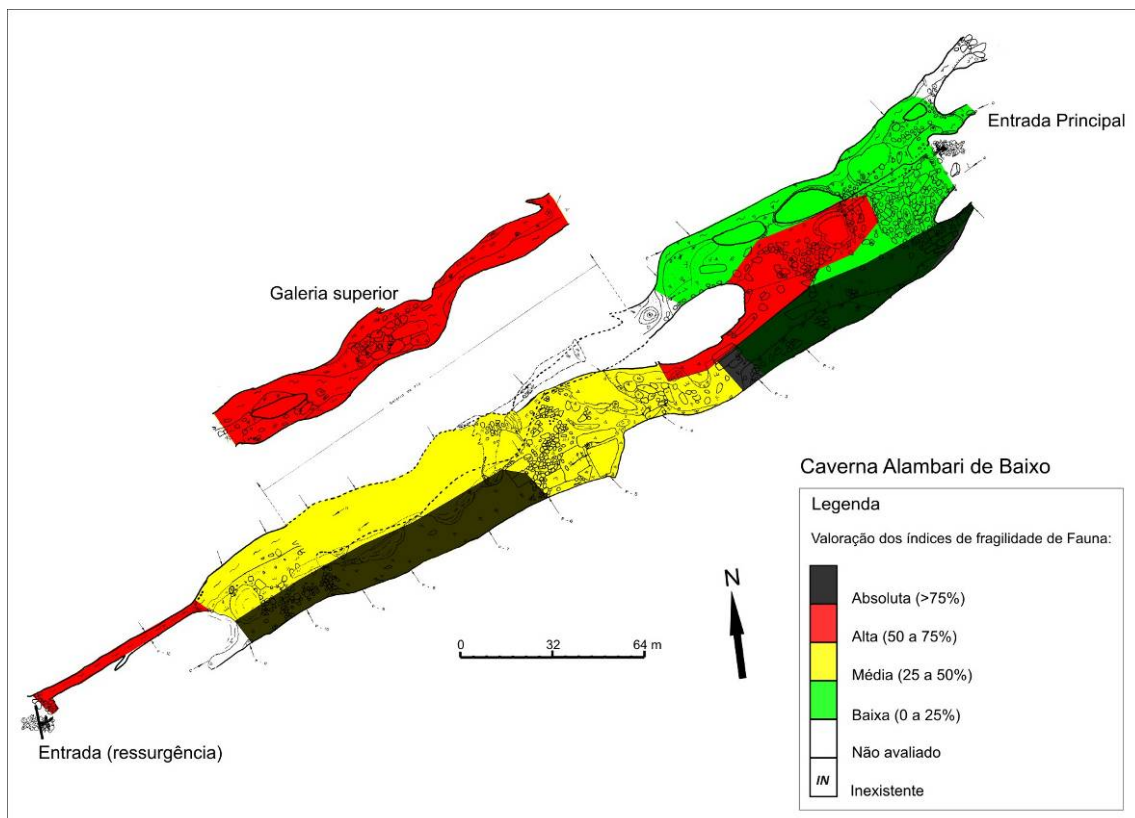 Entrada Principal
Galeria superior
Entrada (ressurgência)
N
0 32 64 m
Caverna Alambari de Baixo
Legenda
Valoração dos índices de fragilidade de Fauna:
Absoluta (>75%)
Alta (50 a 75%)
Média (25 a 50%)
Baixa (0 a 25%)
Não avaliado
IN Inexistente